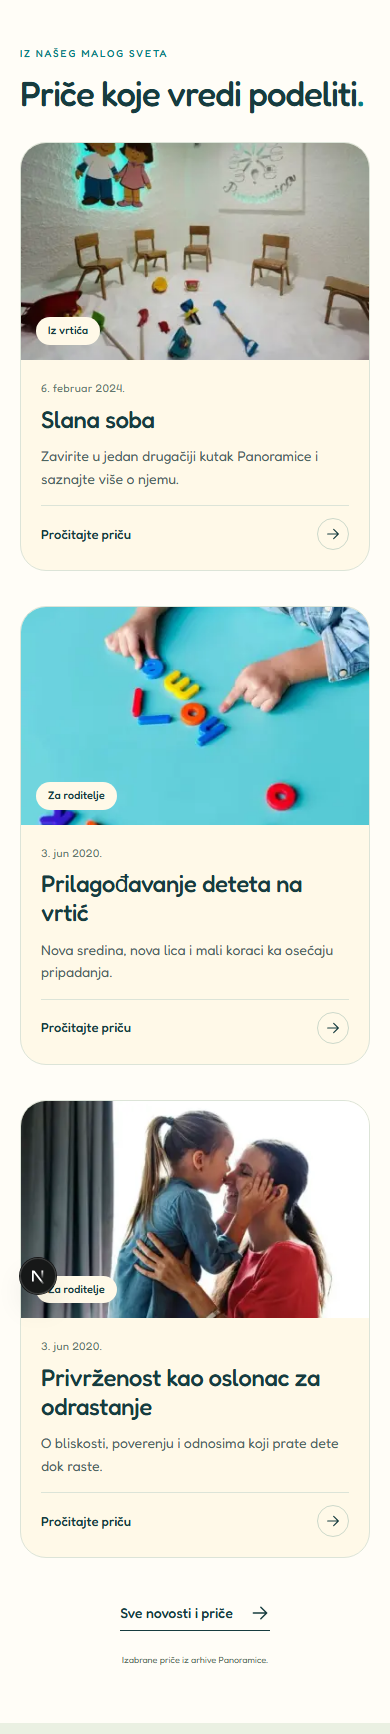 IZ NAŠEG MALOG SVETA
Priče koje vredi podeliti.
Iz vrtića
6. februar 2024.
Slana soba
Zavirite u jedan drugačiji kutak Panoramice i
saznajte više o njemu.
Pročitajte priču
Za roditelje
3. jun 2020.
Prilagođavanje deteta na
vrtić
Nova sredina, nova lica i mali koraci ka osećaju
pripadanja.
Pročitajte priču
N
Za roditelje
3. jun 2020.
Privrženost kao oslonac za
odrastanje
O bliskosti, poverenju i odnosima koji prate dete
dok raste.
Pročitajte priču
Sve novosti i priče
Izabrane priče iz arhive Panoramice.